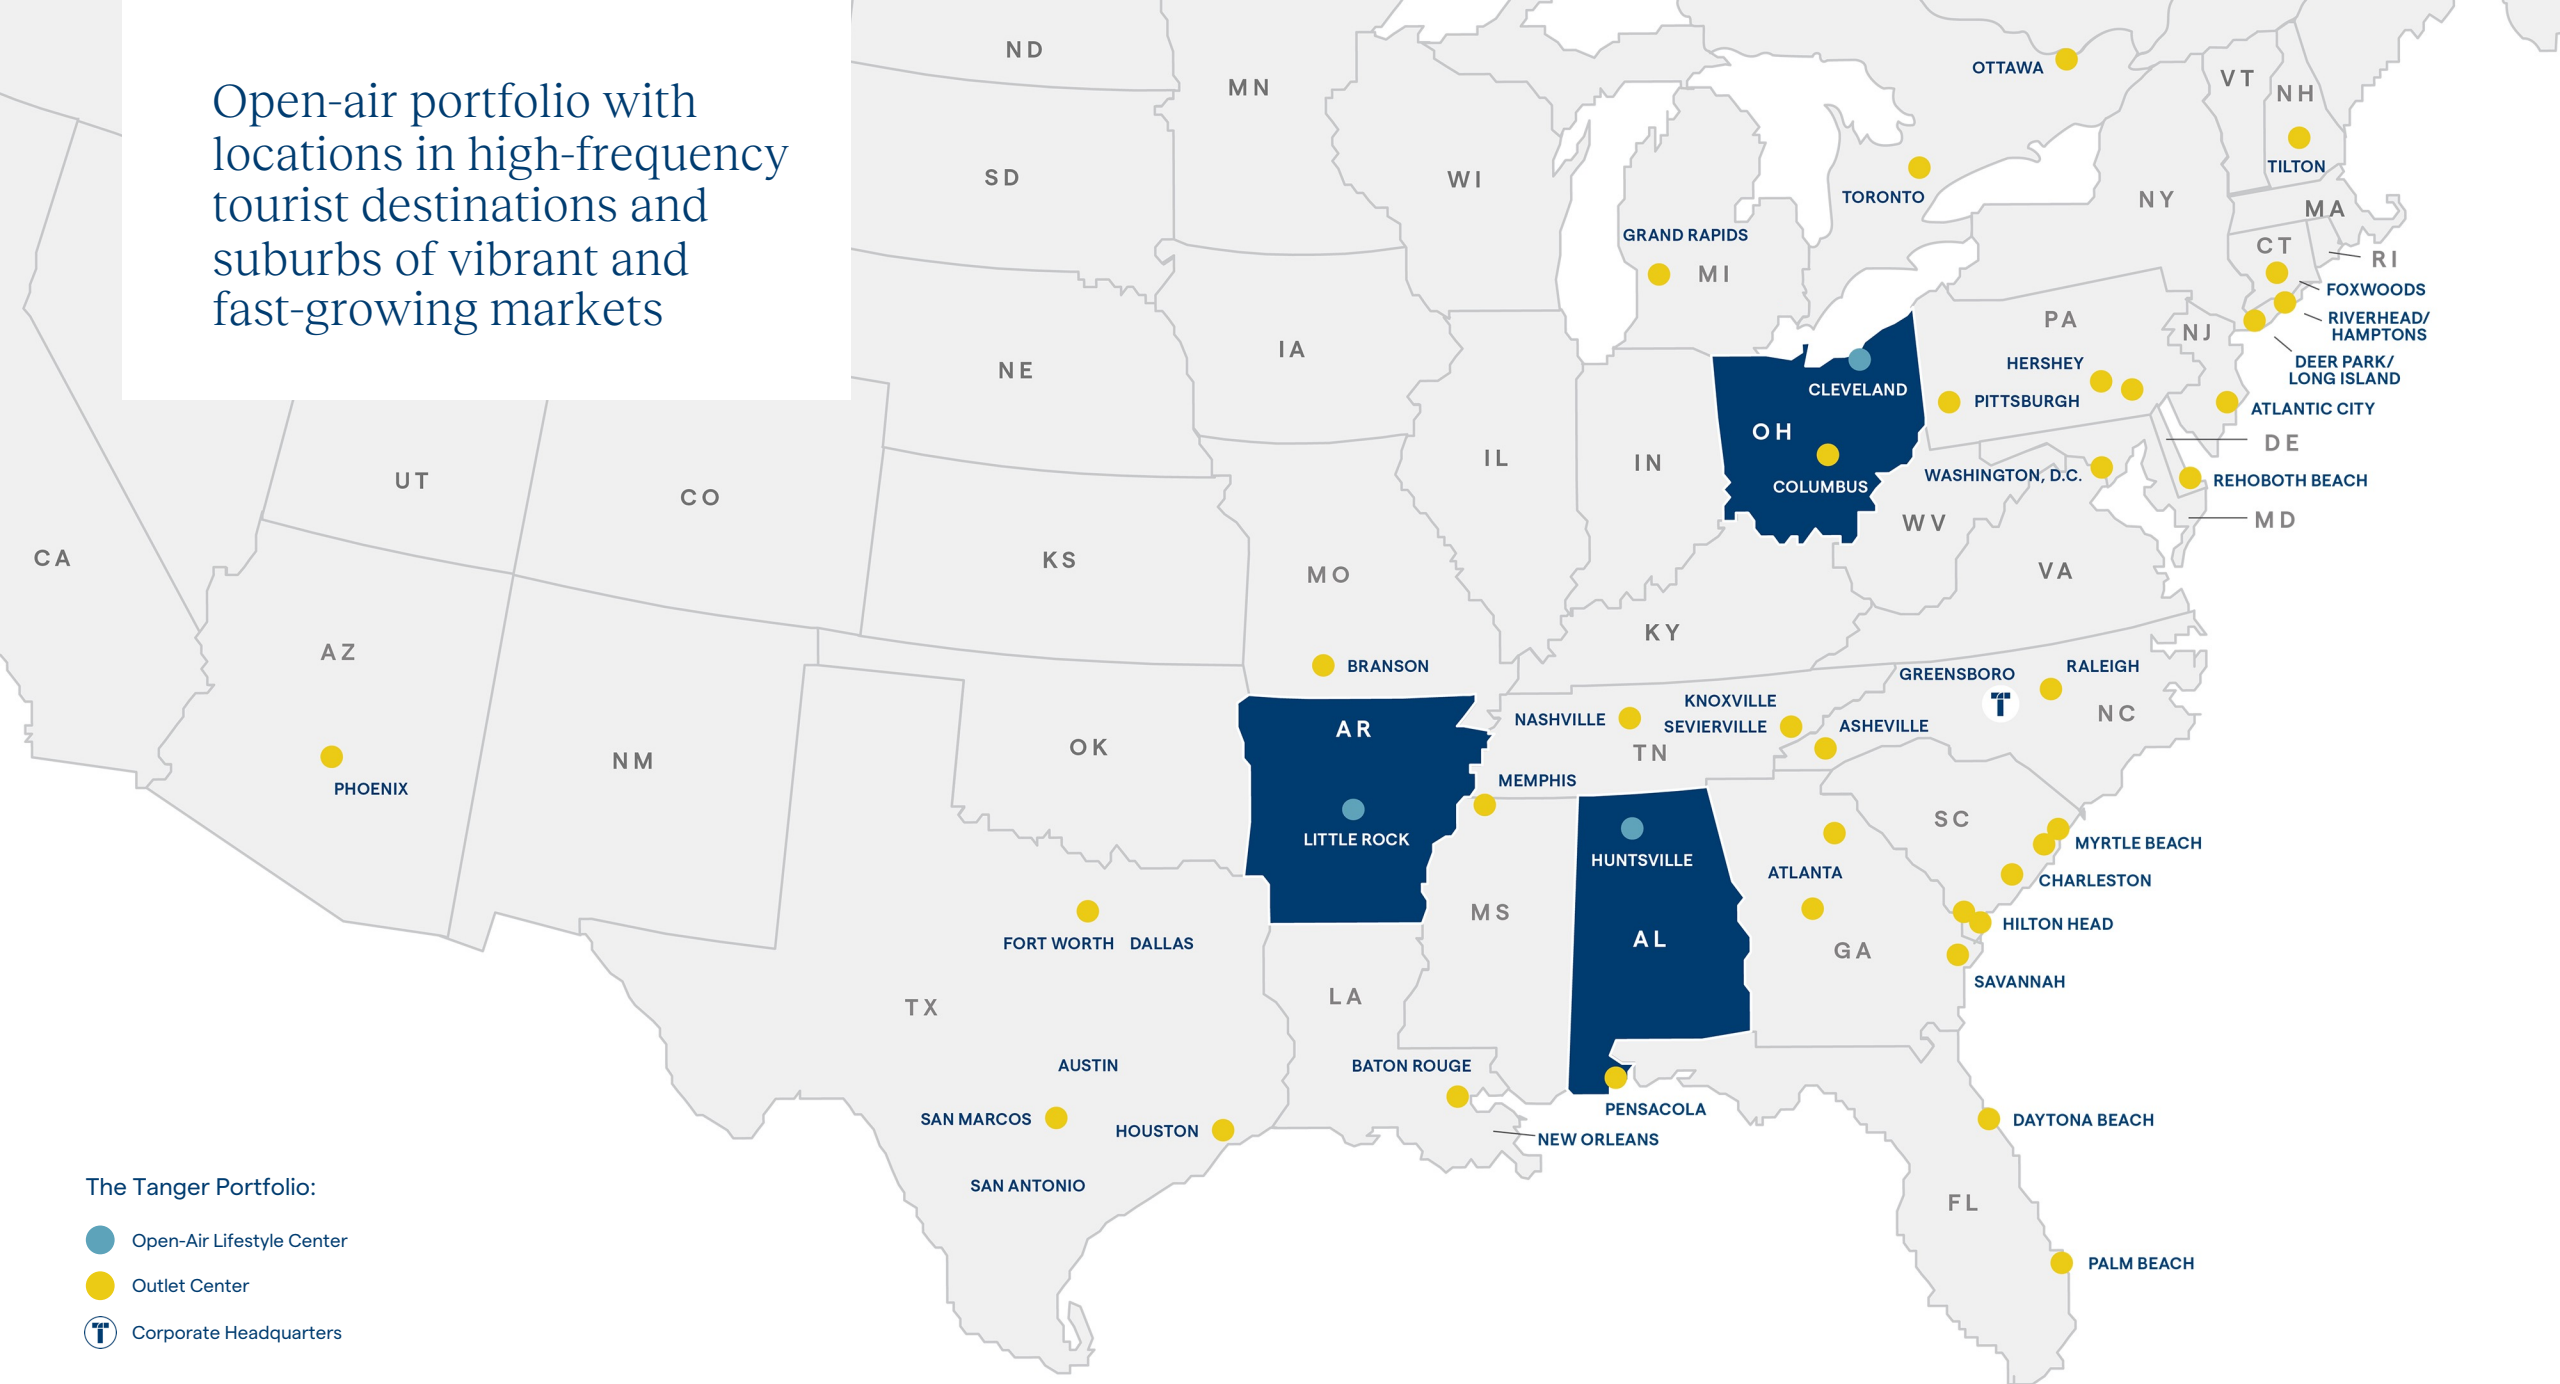 Open-air portfolio with
locations in high-frequency
tourist destinations and
suburbs of vibrant and
fast-growing markets
ND
MN
OTTAWA
VT
NH
TILTON
SD
WI
TORONTO
NY
MA
GRAND RAPIDS
MI
CT
RI
FOXWOODS
RIVERHEAD/
HAMPTONS
DEER PARK/
LONG ISLAND
NE
IA
PA
NJ
HERSHEY
CLEVELAND
PITTSBURGH
ATLANTIC CITY
OH
DE
UT
CO
IL
IN
COLUMBUS
WASHINGTON, D.C.
REHOBOTH BEACH
WV
MD
CA
KS
MO
VA
KY
AZ
BRANSON
GREENSBORO
RALEIGH
NASHVILLE
KNOXVILLE
SEVIERVILLE
ASHEVILLE
T
NC
AR
TN
OK
NM
PHOENIX
MEMPHIS
LITTLE ROCK
HUNTSVILLE
SC
MYRTLE BEACH
ATLANTA
CHARLESTON
MS
AL
HILTON HEAD
FORT WORTH
DALLAS
GA
SAVANNAH
TX
LA
AUSTIN
BATON ROUGE
PENSACOLA
SAN MARCOS
HOUSTON
NEW ORLEANS
DAYTONA BEACH
SAN ANTONIO
FL
PALM BEACH
The Tanger Portfolio:
Open-Air Lifestyle Center
Outlet Center
T
Corporate Headquarters